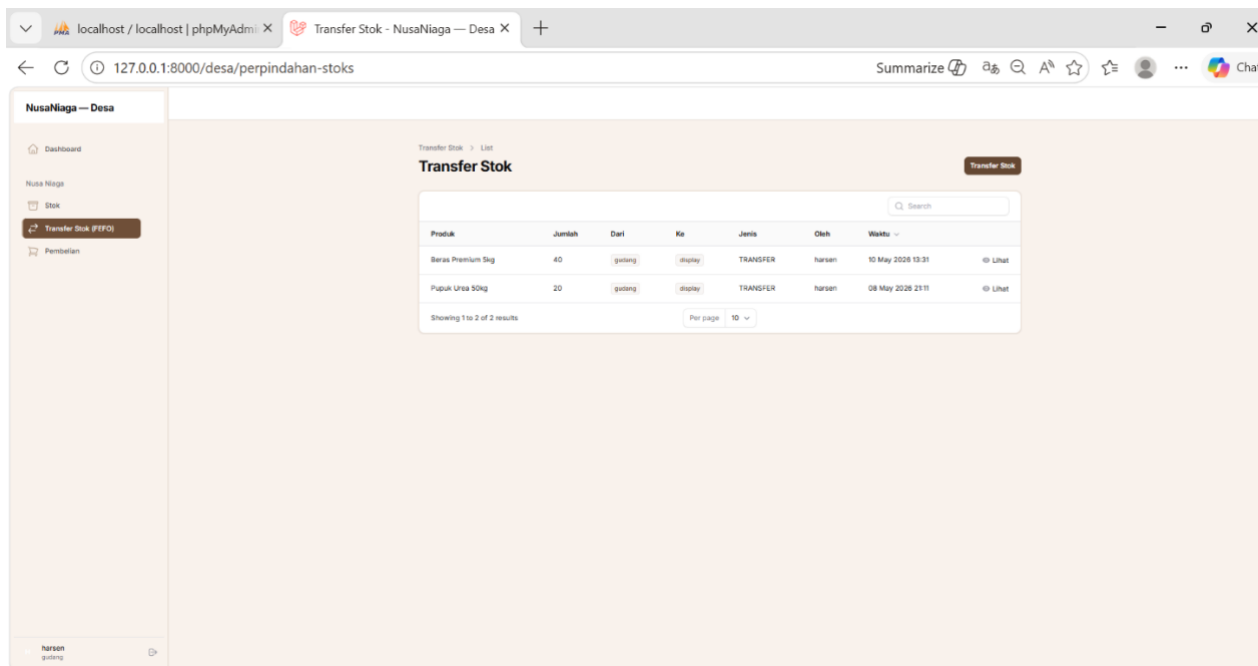 localhost / localhost | phpMyAdmi
Transfer Stok - NusaNiaga — Desa
127.0.0.1:8000/desa/perpindahan-stoks
Summarize
Chat
NusaNiaga — Desa
Dashboard
Nusa Niaga
Stok
Transfer Stok (FEFO)
Pembelian
Transfer Stok > List
Transfer Stok
Transfer Stok
Search
Produk Jumlah Dari Ke Jenis Oleh Waktu
Beras Premium 5kg 40 gudang display TRANSFER harsen 10 May 2026 13:31 Lihat
Pupuk Urea 50kg 20 gudang display TRANSFER harsen 08 May 2026 21:11 Lihat
Showing 1 to 2 of 2 results
Per page 10
harsen
gudang